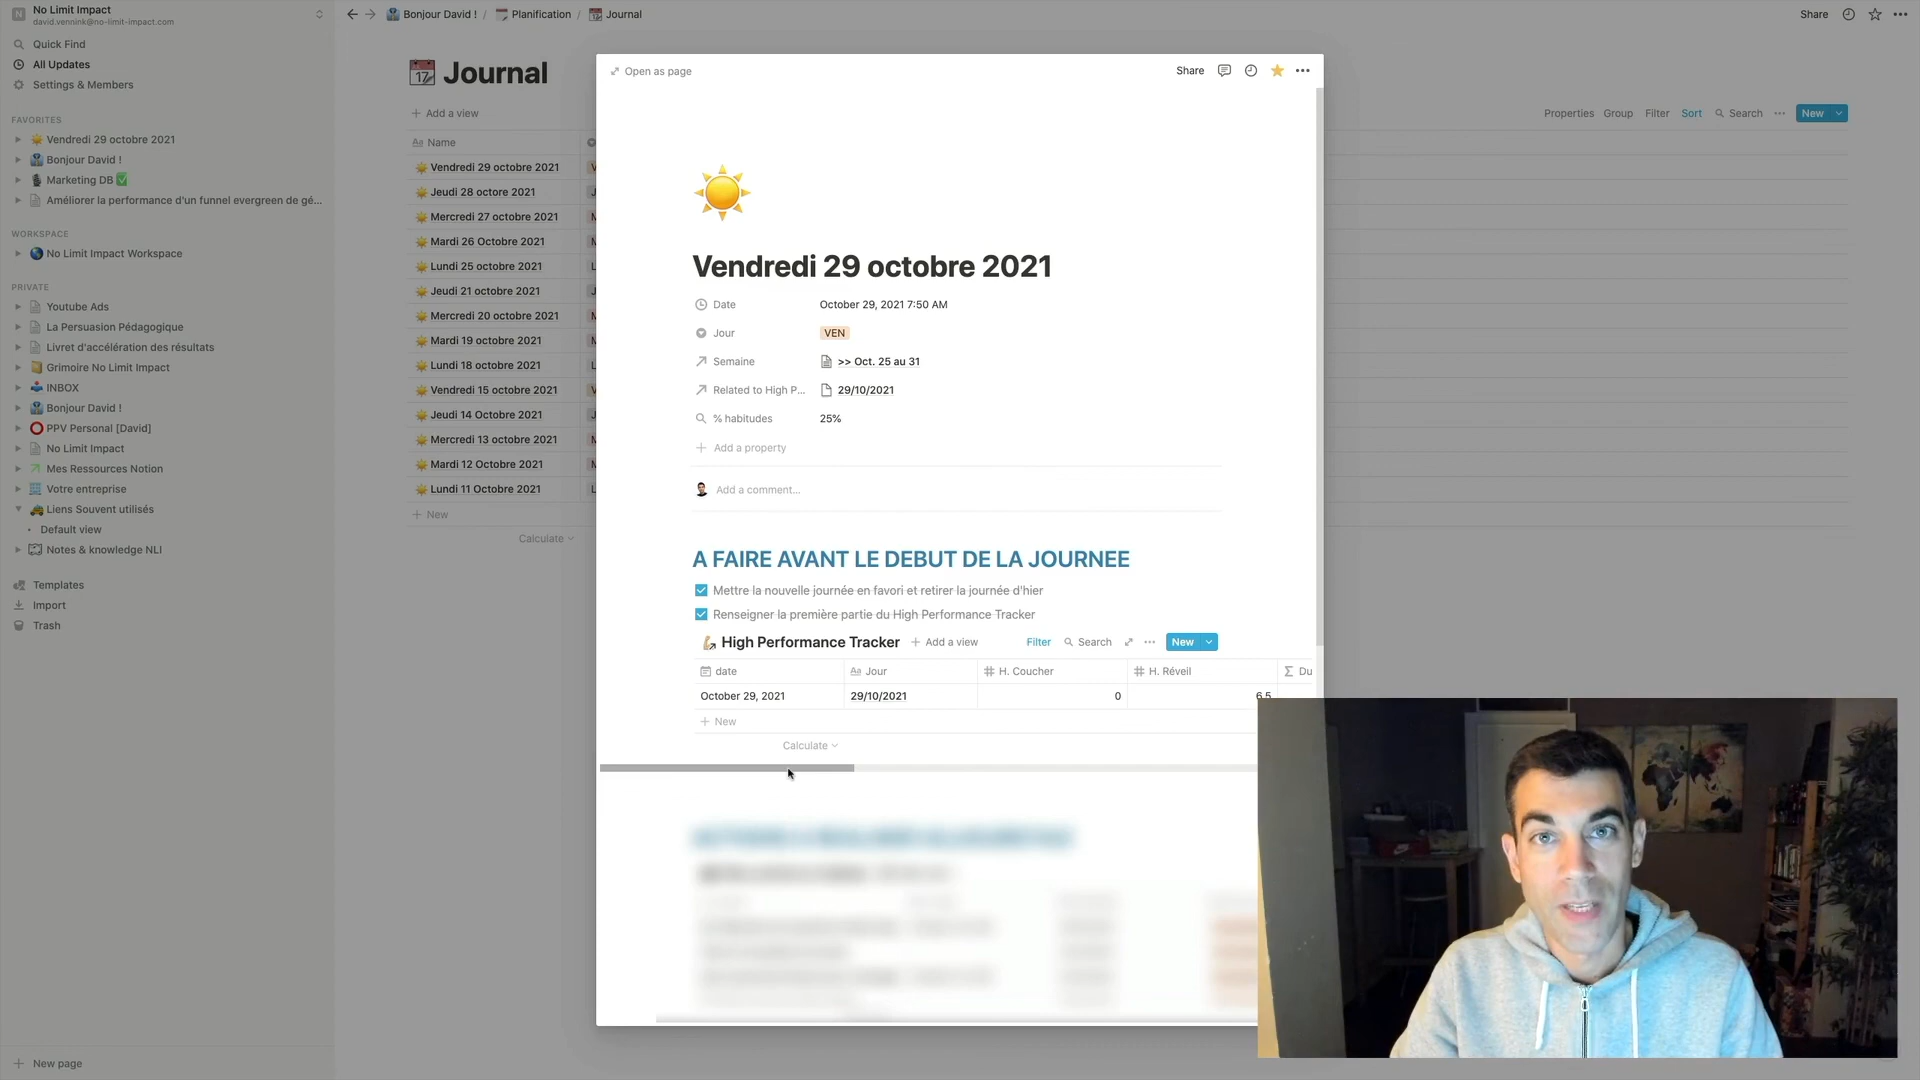 No Limit Impact
david.vennink@no-limit-impact.com
Quick Find
All Updates
Settings & Members
FAVORITES
Vendredi 29 octobre 2021
Bonjour David !
Marketing DB ✅
Améliorer la performance d'un funnel evergreen de gé...
WORKSPACE
No Limit Impact Workspace
PRIVATE
Youtube Ads
La Persuasion Pédagogique
Livret d'accélération des résultats
Grimoire No Limit Impact
INBOX
Bonjour David !
PPV Personal [David]
No Limit Impact
Mes Ressources Notion
Votre entreprise
Liens Souvent utilisés
Default view
Notes & knowledge NLI
Templates
Import
Trash
New page
Bonjour David ! / Planification / Journal
Share
Journal
Add a view
Properties Group Filter Sort Search New
Name
Vendredi 29 octobre 2021
Jeudi 28 octore 2021
Mercredi 27 octobre 2021
Mardi 26 Octobre 2021
Lundi 25 octobre 2021
Jeudi 21 octobre 2021
Mercredi 20 octobre 2021
Mardi 19 octobre 2021
Lundi 18 octobre 2021
Vendredi 15 octobre 2021
Jeudi 14 Octobre 2021
Mercredi 13 octobre 2021
Mardi 12 Octobre 2021
Lundi 11 Octobre 2021
New
Calculate
Open as page
Share
Vendredi 29 octobre 2021
Date October 29, 2021 7:50 AM
Jour VEN
Semaine >> Oct. 25 au 31
Related to High P... 29/10/2021
% habitudes 25%
Add a property
Add a comment...
A FAIRE AVANT LE DEBUT DE LA JOURNEE
Mettre la nouvelle journée en favori et retirer la journée d'hier
Renseigner la première partie du High Performance Tracker
High Performance Tracker Add a view Filter Search New
date Jour H. Coucher H. Réveil Du
October 29, 2021 29/10/2021 0 6.5
New
Calculate